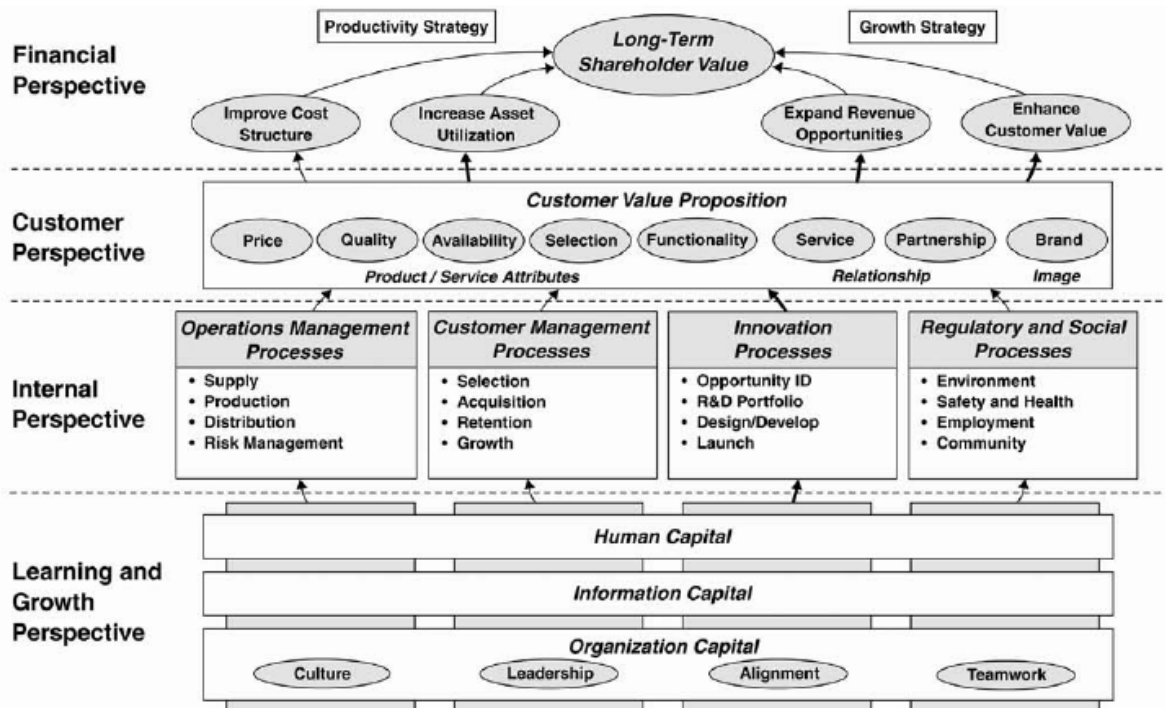 Productivity Strategy
Growth Strategy
Long-Term
Shareholder Value
Financial
Perspective
Improve Cost
Structure
Increase Asset
Utilization
Expand Revenue
Opportunities
Enhance
Customer Value
Customer
Perspective
Customer Value Proposition
Price
Quality
Availability
Selection
Functionality
Service
Partnership
Brand
Product / Service Attributes
Relationship
Image
Internal
Perspective
Operations Management
Processes
• Supply
• Production
• Distribution
• Risk Management
Customer Management
Processes
• Selection
• Acquisition
• Retention
• Growth
Innovation
Processes
• Opportunity ID
• R&D Portfolio
• Design/Develop
• Launch
Regulatory and Social
Processes
• Environment
• Safety and Health
• Employment
• Community
Learning and
Growth
Perspective
Human Capital
Information Capital
Organization Capital
Culture
Leadership
Alignment
Teamwork